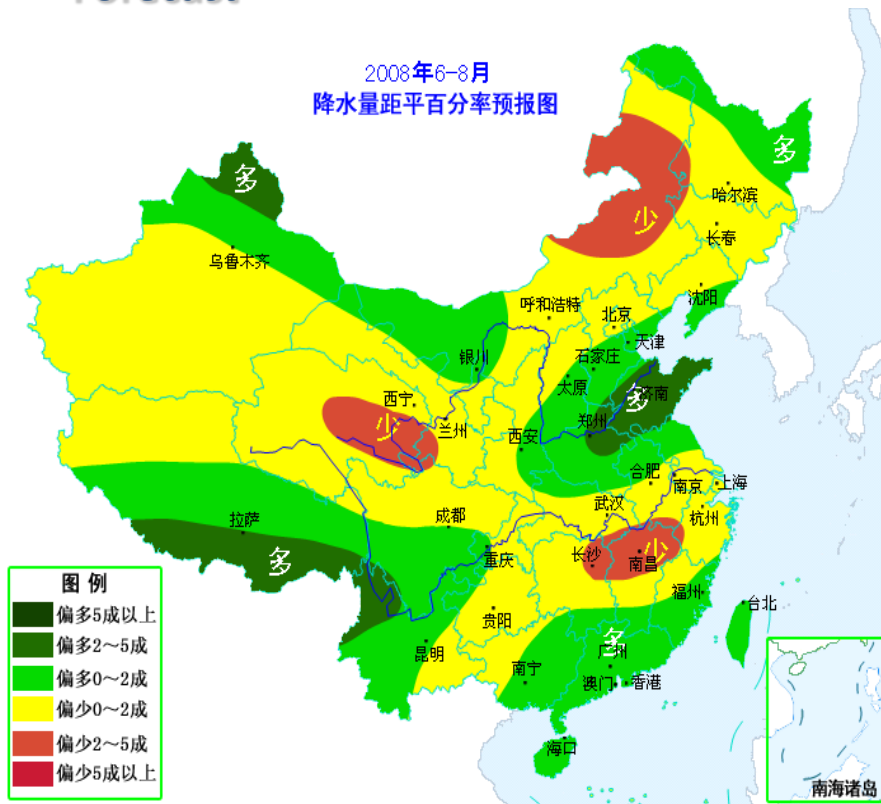 Forecast
2008年6-8月
降水量距平百分率预报图
多
多
哈尔滨
少
长春
乌鲁木齐
沈阳
呼和浩特
北京
天津
石家庄
银川
太原
济南
多
西宁
少
兰州
郑州
西安
合肥
南京
上海
武汉
杭州
成都
拉萨
重庆
长沙
少
南昌
多
福州
台北
贵阳
多
昆明
广州
南宁
澳门
香港
海口
图例
偏多5成以上
偏多2～5成
偏多0～2成
偏少0～2成
偏少2～5成
偏少5成以上
南海诸岛